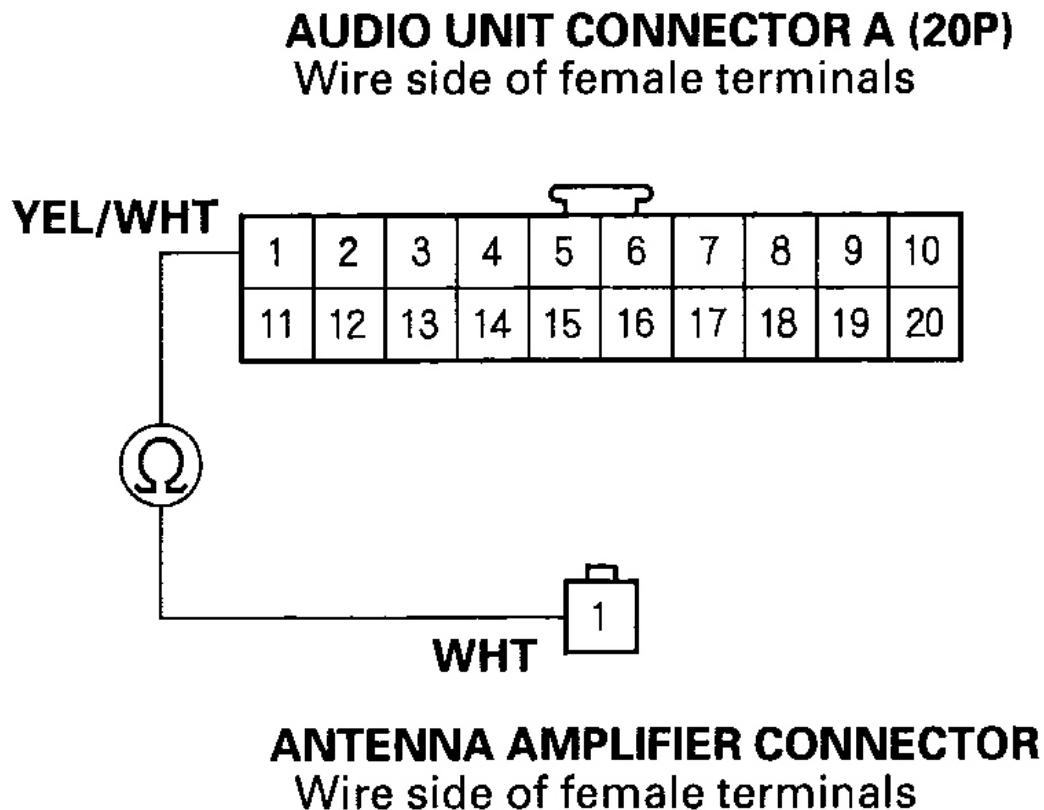 AUDIO UNIT CONNECTOR A (20P)
Wire side of female terminals
YEL/WHT
1 2 3 4 5 6 7 8 9 10
11 12 13 14 15 16 17 18 19 20
Ω
1
WHT
ANTENNA AMPLIFIER CONNECTOR
Wire side of female terminals